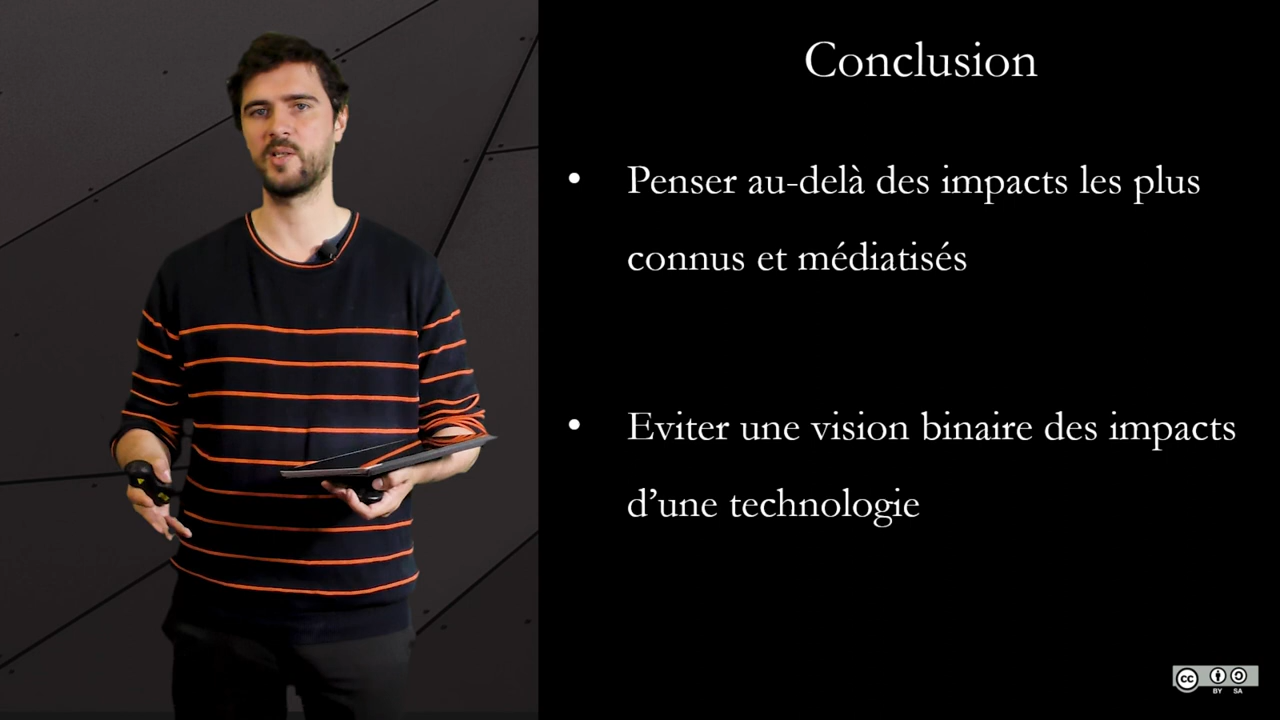 Conclusion
• Penser au-delà des impacts les plus
connus et médiatisés
• Eviter une vision binaire des impacts
d’une technologie
cc
BY SA